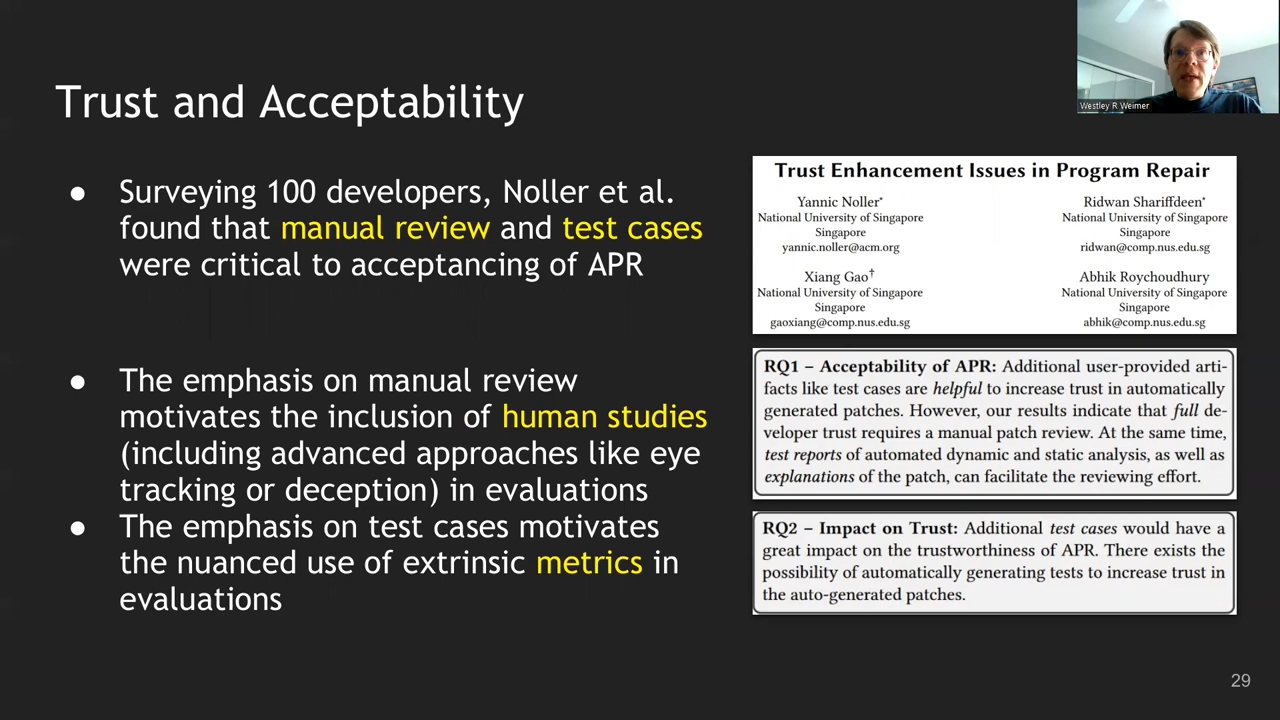 Westley R Weimer
Trust and Acceptability
● Surveying 100 developers, Noller et al.
found that manual review and test cases
were critical to acceptancing of APR
● The emphasis on manual review
motivates the inclusion of human studies
(including advanced approaches like eye
tracking or deception) in evaluations
● The emphasis on test cases motivates
the nuanced use of extrinsic metrics in
evaluations
Trust Enhancement Issues in Program Repair
Yannic Noller*
National University of Singapore
Singapore
yannic.noller@acm.org
Ridwan Shariffdeen*
National University of Singapore
Singapore
ridwan@comp.nus.edu.sg
Xiang Gao†
National University of Singapore
Singapore
gaoxiang@comp.nus.edu.sg
Abhik Roychoudhury
National University of Singapore
Singapore
abhik@comp.nus.edu.sg
RQ1 – Acceptability of APR: Additional user-provided arti-
facts like test cases are helpful to increase trust in automatically
generated patches. However, our results indicate that full de-
veloper trust requires a manual patch review. At the same time,
test reports of automated dynamic and static analysis, as well as
explanations of the patch, can facilitate the reviewing effort.
RQ2 – Impact on Trust: Additional test cases would have a
great impact on the trustworthiness of APR. There exists the
possibility of automatically generating tests to increase trust in
the auto-generated patches.
29